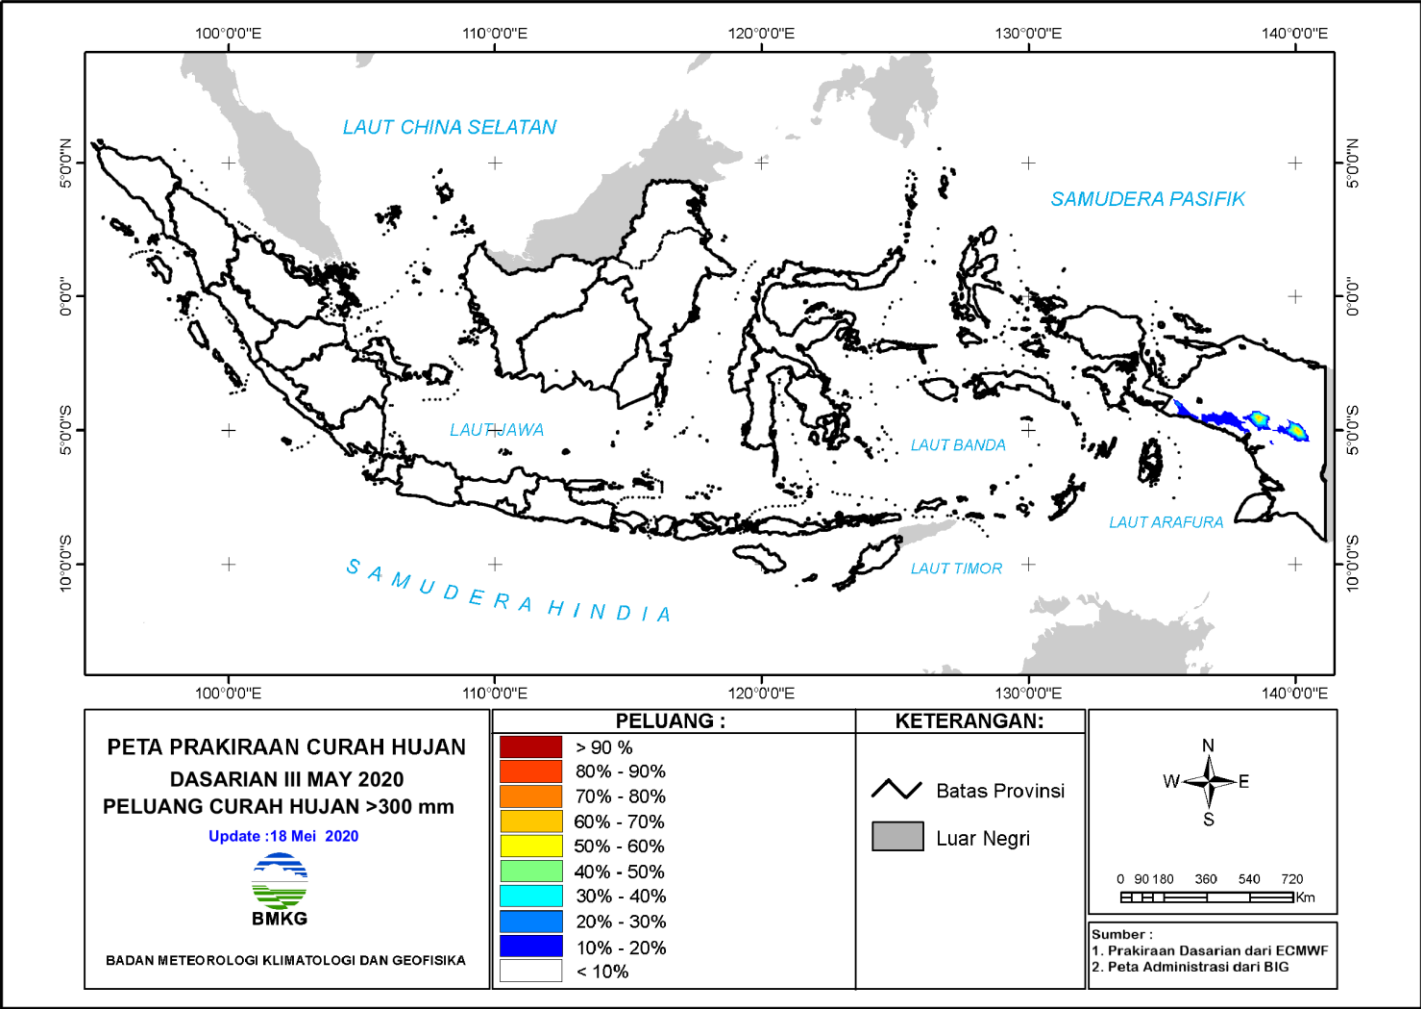 100°0'0"E 110°0'0"E 120°0'0"E 130°0'0"E 140°0'0"E
5°0'0"N
0°0'0"
5°0'0"S
10°0'0"S
LAUT CHINA SELATAN
SAMUDERA PASIFIK
LAUT JAWA
LAUT BANDA
LAUT ARAFURA
LAUT TIMOR
SAMUDERA HINDIA
5°0'0"N
0°0'0"
5°0'0"S
10°0'0"S
100°0'0"E 110°0'0"E 120°0'0"E 130°0'0"E 140°0'0"E
PETA PRAKIRAAN CURAH HUJAN
DASARIAN III MAY 2020
PELUANG CURAH HUJAN >300 mm
Update :18 Mei 2020
BMKG
BADAN METEOROLOGI KLIMATOLOGI DAN GEOFISIKA
PELUANG :
> 90 %
80% - 90%
70% - 80%
60% - 70%
50% - 60%
40% - 50%
30% - 40%
20% - 30%
10% - 20%
< 10%
KETERANGAN:
Batas Provinsi
Luar Negri
N
W E
S
0 90 180 360 540 720
Km
Sumber :
1. Prakiraan Dasarian dari ECMWF
2. Peta Administrasi dari BIG